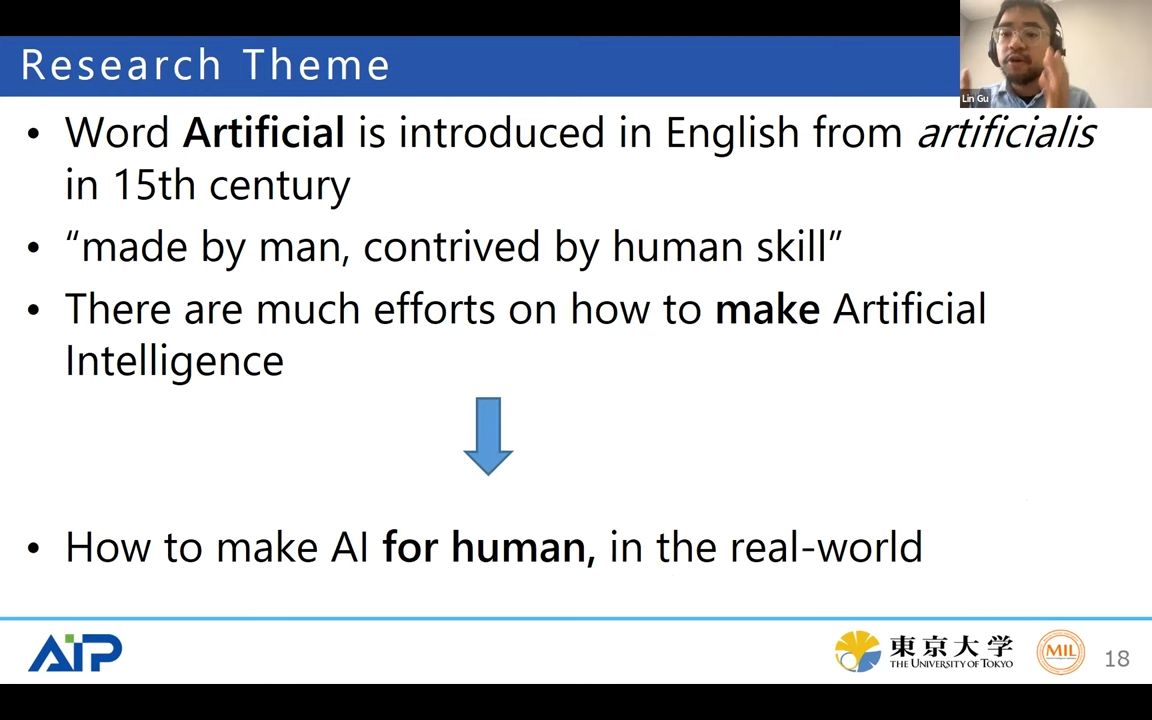 Research Theme
Lin Gu
• Word Artificial is introduced in English from artificialis
in 15th century
• “made by man, contrived by human skill”
• There are much efforts on how to make Artificial
Intelligence
• How to make AI for human, in the real-world
AIP
東京大学
THE UNIVERSITY OF TOKYO
MIL
18